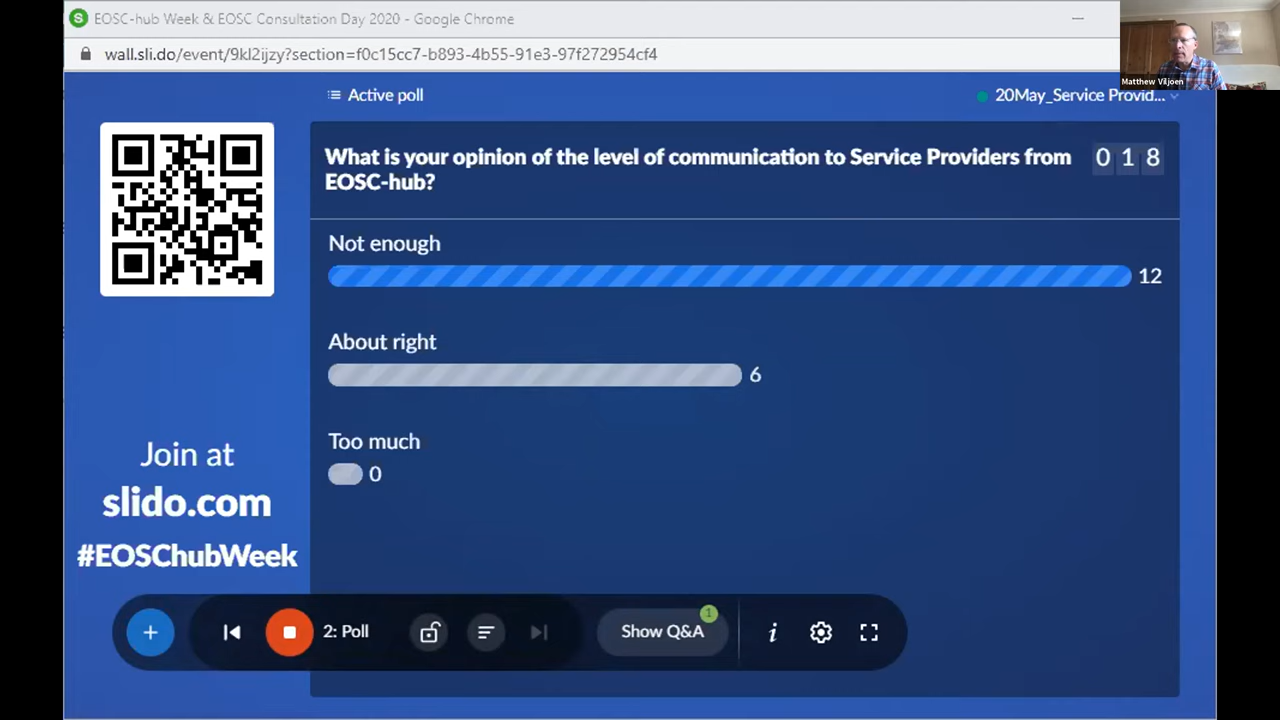 EOSC-hub Week & EOSC Consultation Day 2020 - Google Chrome
wall.sli.do/event/9kl2ijzy?section=f0c15cc7-b893-4b55-91e3-97f272954cf4
Matthew Viljoen
Active poll
20May_Service Provid...
What is your opinion of the level of communication to Service Providers from
EOSC-hub?
018
Not enough
12
About right
6
Too much
0
Join at
slido.com
#EOSChubWeek
2: Poll
Show Q&A
1
i